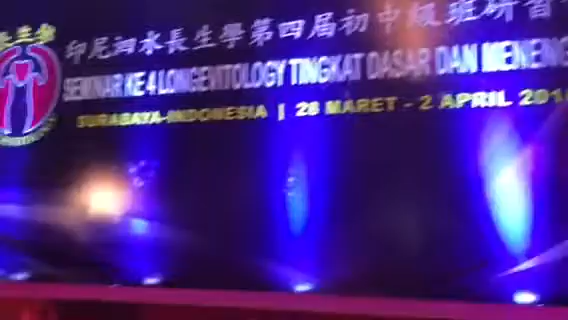 印尼泗水長生學第四屆初中級班研習
SEMINAR KE 4 LONGEVITOLOGY TINGKAT DASAR DAN MENENG
SURABAYA-INDONESIA | 28 MARET - 2 APRIL 201